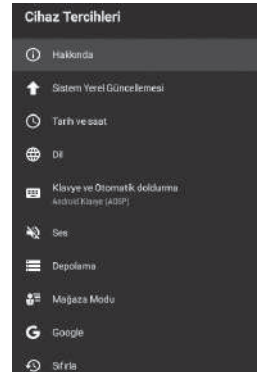 Cihaz Tercihleri
Hakkında
Sistem Yerel Güncellemesi
Tarih ve saat
Dil
Klavye ve Otomatik doldurma
Android Klavye (AOSP)
Ses
Depolama
Mağaza Modu
Google
Sıfırla